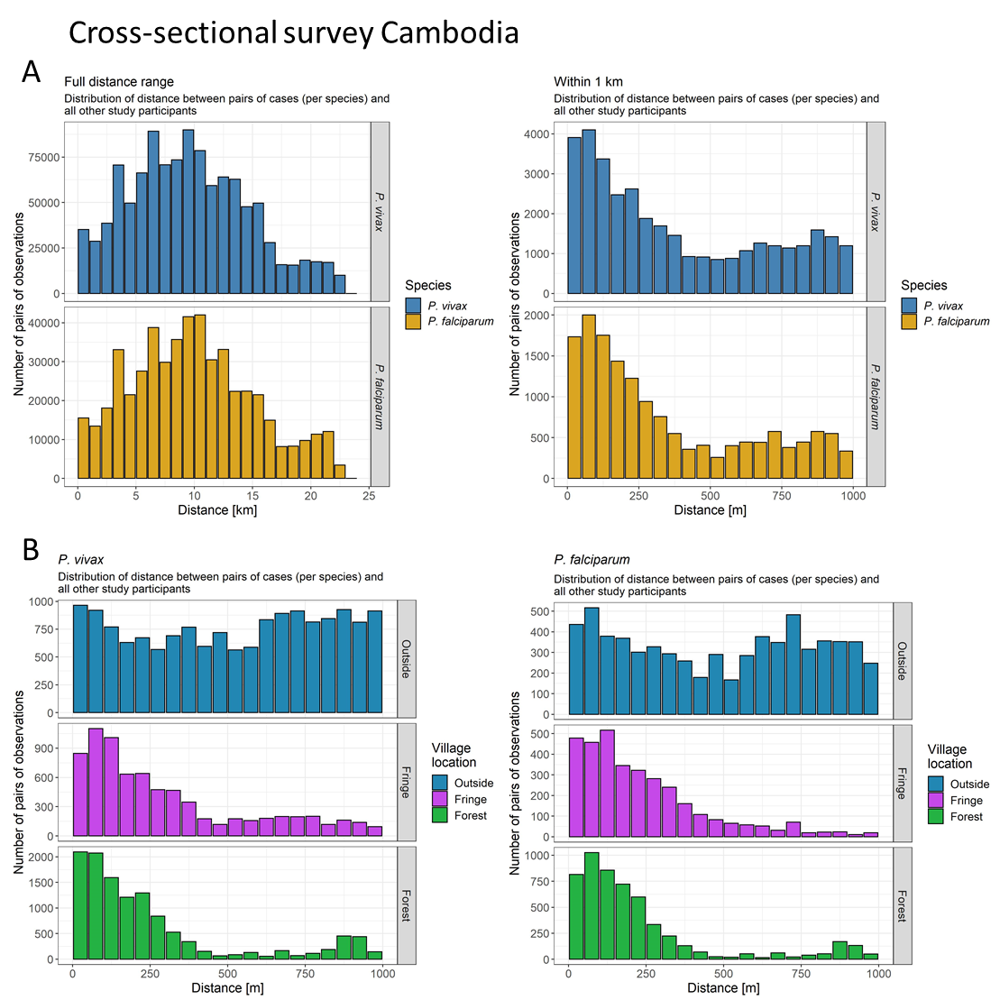 Cross-sectional survey Cambodia
A
Full distance range
Distribution of distance between pairs of cases (per species) and
all other study participants
Number of pairs of observations
75000
50000
25000
0
P. vivax
40000
30000
20000
10000
0
P. falciparum
0 5 10 15 20 25
Distance [km]
Species
P. vivax
P. falciparum
Within 1 km
Distribution of distance between pairs of cases (per species) and
all other study participants
Number of pairs of observations
4000
3000
2000
1000
0
P. vivax
2000
1500
1000
500
0
P. falciparum
0 250 500 750 1000
Distance [m]
Species
P. vivax
P. falciparum
B
P. vivax
Distribution of distance between pairs of cases (per species) and
all other study participants
Number of pairs of observations
1000
750
500
250
0
Outside
900
600
300
0
Fringe
2000
1500
1000
500
0
Forest
0 250 500 750 1000
Distance [m]
Village
location
Outside
Fringe
Forest
P. falciparum
Distribution of distance between pairs of cases (per species) and
all other study participants
Number of pairs of observations
500
400
300
200
100
0
Outside
500
400
300
200
100
0
Fringe
1000
750
500
250
0
Forest
0 250 500 750 1000
Distance [m]
Village
location
Outside
Fringe
Forest